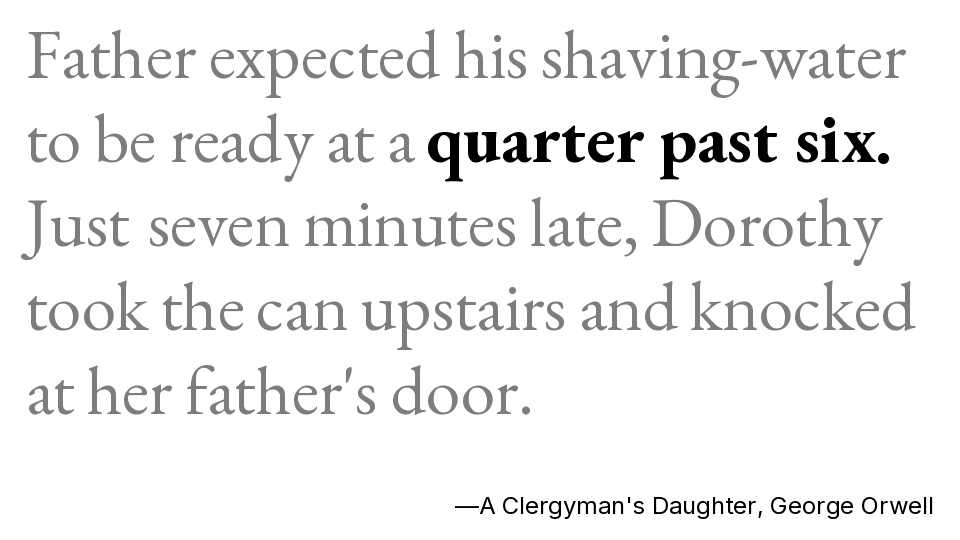 Father expected his shaving-water
to be ready at a quarter past six.
Just seven minutes late, Dorothy
took the can upstairs and knocked
at her father's door.
—A Clergyman's Daughter, George Orwell